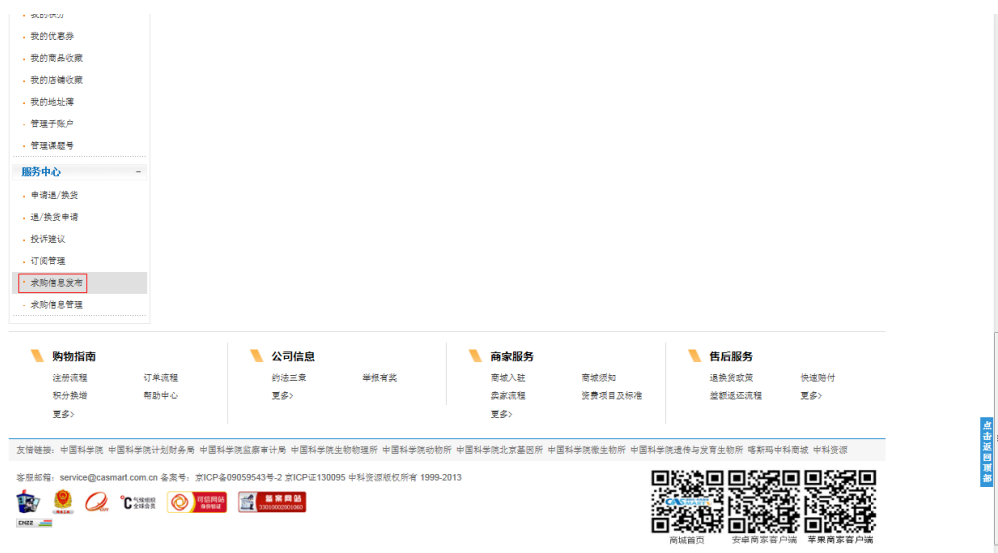 我的积分
我的优惠券
我的商品收藏
我的店铺收藏
我的地址簿
管理子账户
管理课题号
服务中心
申请退/换货
退/换货申请
投诉建议
订阅管理
求购信息发布
求购信息管理
购物指南 公司信息 商家服务 售后服务
注册流程 订单流程 约法三章 举报有奖 商城入驻 商城须知 退换货政策 快速赔付
积分换增 帮助中心 更多> 卖家流程 资费项目及标准 差额返还流程 更多>
更多> 更多>
点击返回顶部
友情链接: 中国科学院 中国科学院计划财务局 中国科学院监察审计局 中国科学院生物物理所 中国科学院动物所 中国科学院北京基因所 中国科学院微生物所 中国科学院遗传与发育生物所 喀斯玛中科商城 中科资源
客服邮箱: service@casmart.com.cn 备案号: 京ICP备09059543号-2 京ICP证130095 中科资源版权所有 1999-2013
可信网站
身份验证
CHZZ
商城首页 安卓商家客户端 苹果商家客户端